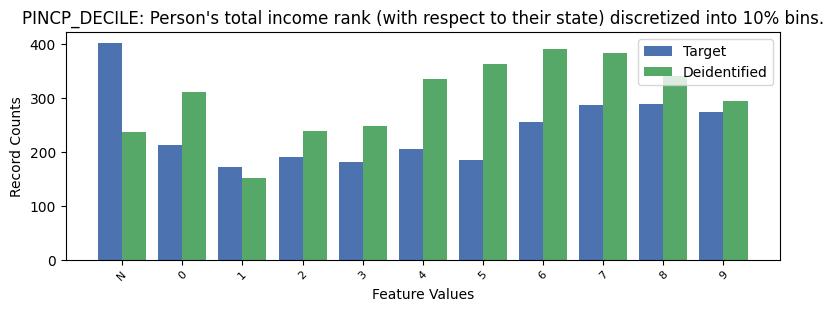 PINCP_DECILE: Person's total income rank (with respect to their state) discretized into 10% bins.
Target
Deidentified
Record Counts
400
300
200
100
0
N 0 1 2 3 4 5 6 7 8 9
Feature Values